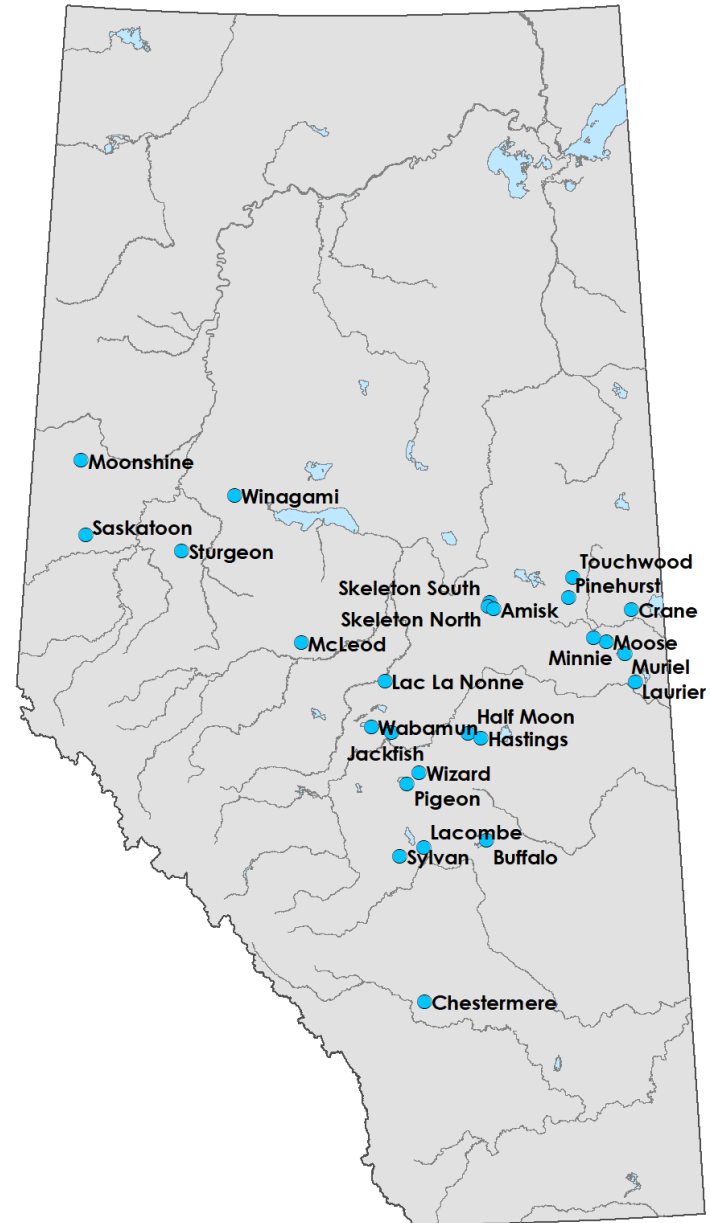 Moonshine
Winagami
Saskatoon
Sturgeon
Touchwood
Skeleton South
Pinehurst
Skeleton North
Amisk
Crane
McLeod
Moose
Minnie
Muriel
Lac La Nonne
Laurier
Half Moon
Wabamun
Hastings
Jackfish
Wizard
Pigeon
Lacombe
Sylvan
Buffalo
Chestermere